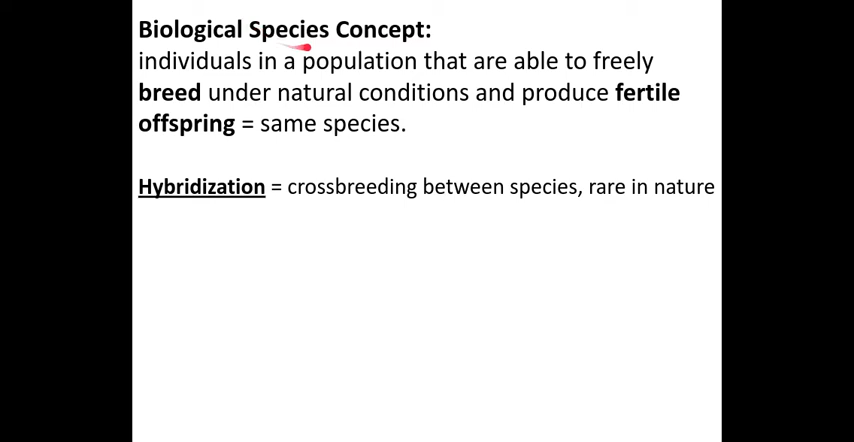 Biological Species Concept:
individuals in a population that are able to freely
breed under natural conditions and produce fertile
offspring = same species.
Hybridization = crossbreeding between species, rare in nature